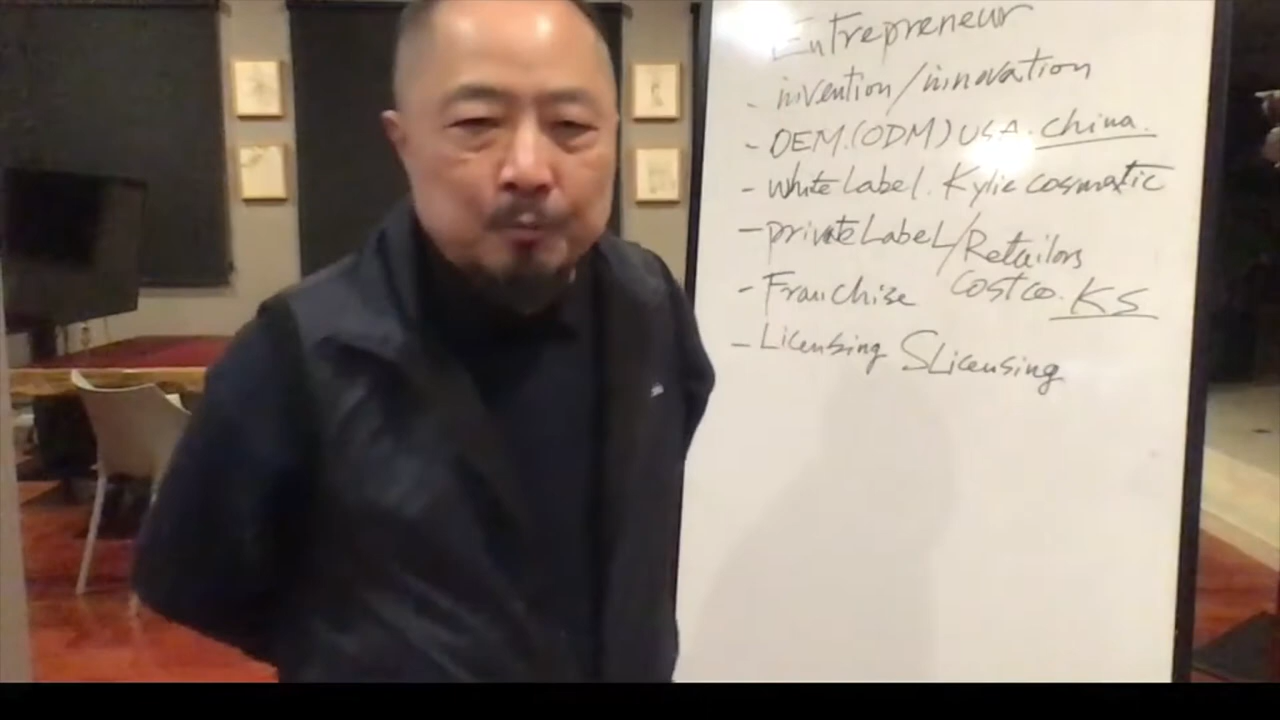 Entrepreneur
- invention/innovation
- OEM.(ODM) USA. China.
- White Label. Kylie cosmatic
- private Label/Retailors
- Franchise Costco. KS
- Licensing SLicensing